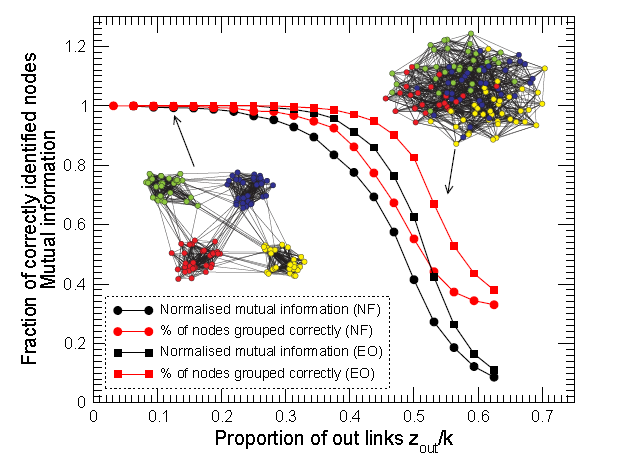 Fraction of correctly identified nodes
Mutual information
1.2
1
0.8
0.6
0.4
0.2
0
Normalised mutual information (NF)
% of nodes grouped correctly (NF)
Normalised mutual information (EO)
% of nodes grouped correctly (EO)
0 0.1 0.2 0.3 0.4 0.5 0.6 0.7
Proportion of out links z_out/k